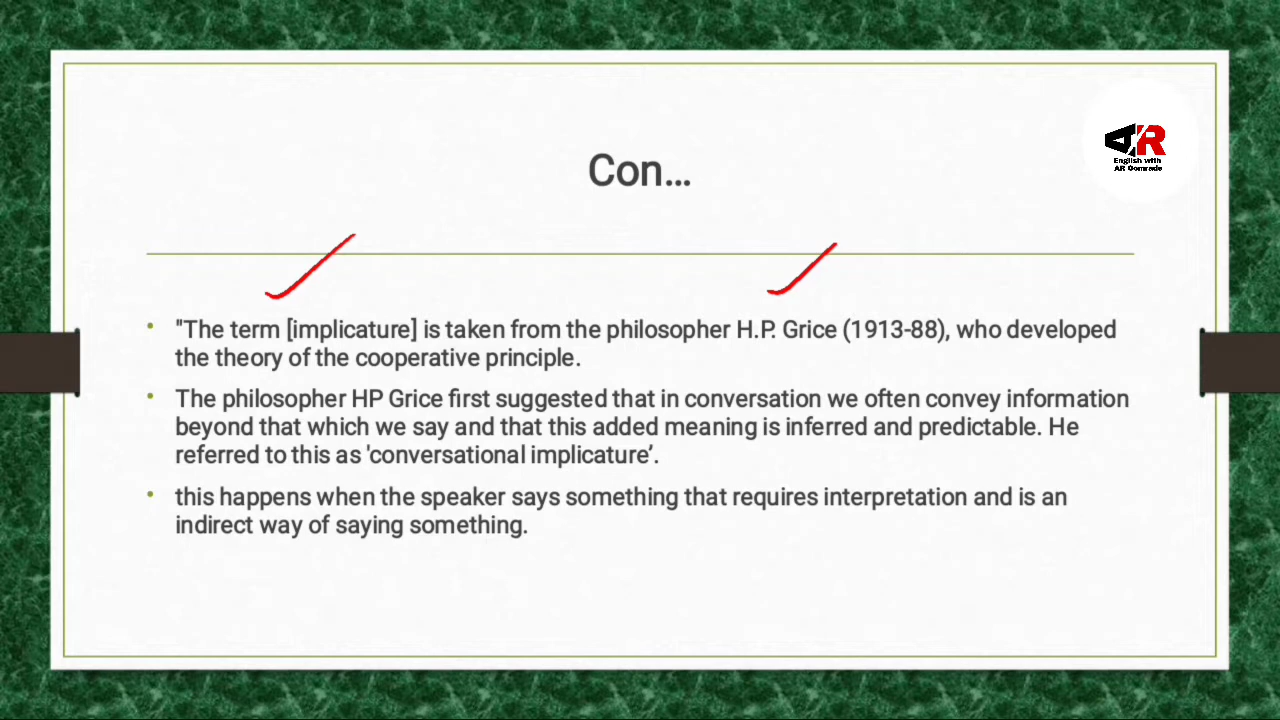 AR
English with
AR Comrade
Con...
"The term [implicature] is taken from the philosopher H.P. Grice (1913-88), who developed
the theory of the cooperative principle.
The philosopher HP Grice first suggested that in conversation we often convey information
beyond that which we say and that this added meaning is inferred and predictable. He
referred to this as 'conversational implicature’.
this happens when the speaker says something that requires interpretation and is an
indirect way of saying something.